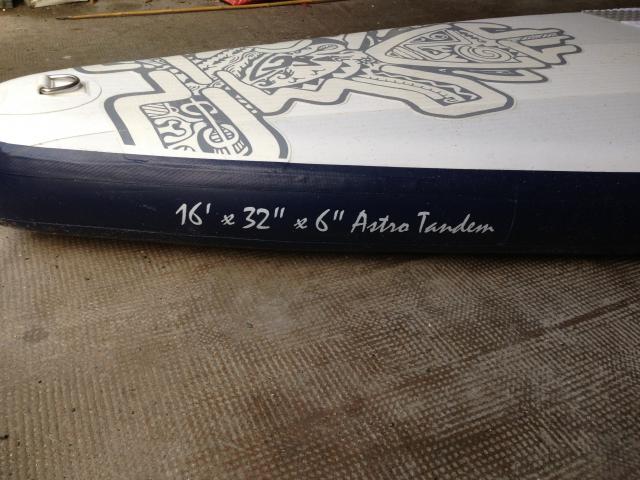 16' x 32" x 6" Astro Tandem